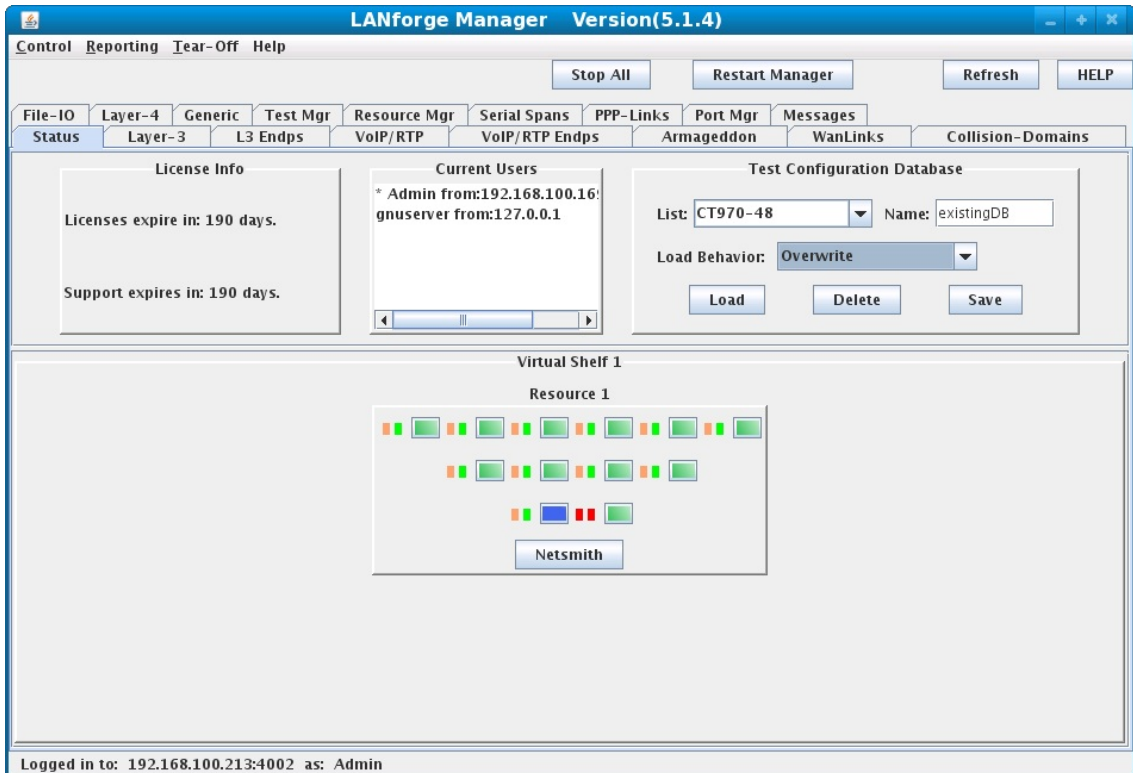 LANforge Manager Version(5.1.4)
Control Reporting Tear-Off Help
Stop All Restart Manager Refresh HELP
File-IO Layer-4 Generic Test Mgr Resource Mgr Serial Spans PPP-Links Port Mgr Messages
Status Layer-3 L3 Endps VoIP/RTP VoIP/RTP Endps Armageddon WanLinks Collision-Domains
License Info
Licenses expire in: 190 days.
Support expires in: 190 days.
Current Users
* Admin from:192.168.100.169
gnuserver from:127.0.0.1
Test Configuration Database
List: CT970-48 Name: existingDB
Load Behavior: Overwrite
Load Delete Save
Virtual Shelf 1
Resource 1
Netsmith
Logged in to: 192.168.100.213:4002 as: Admin